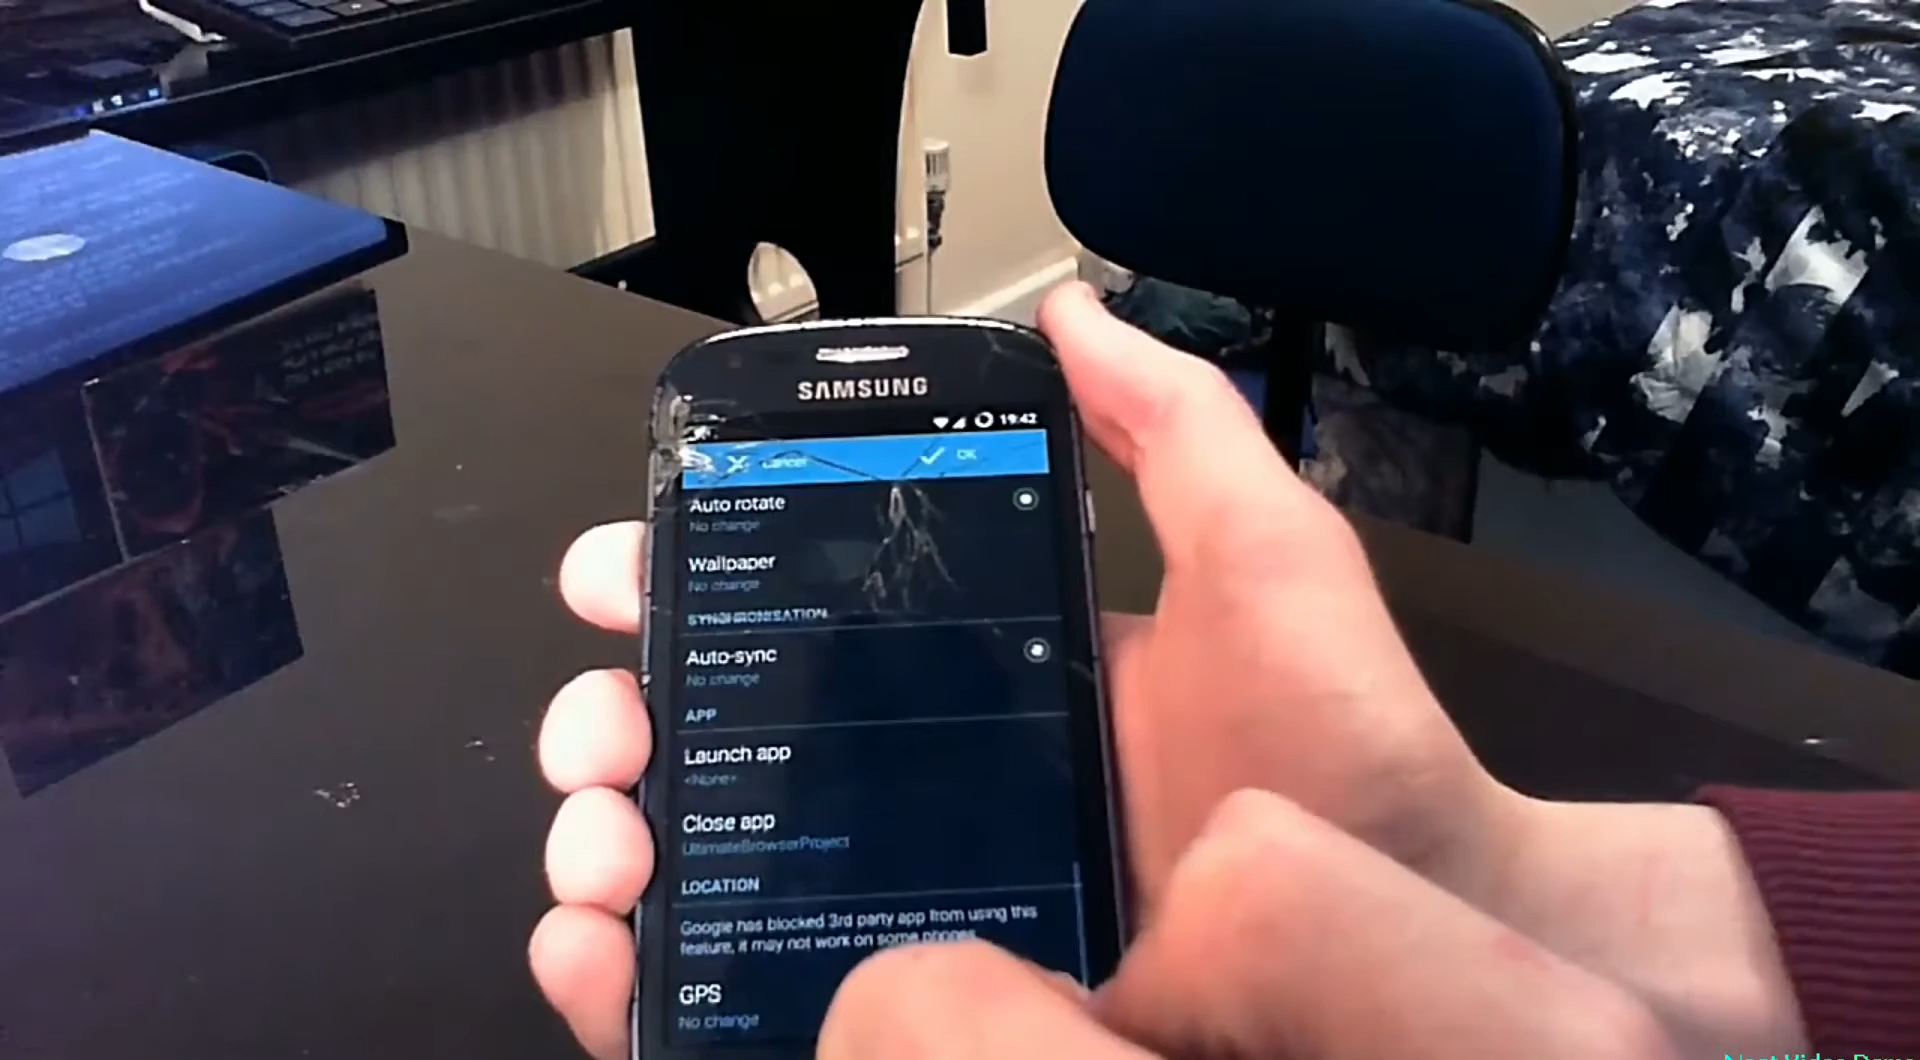 SAMSUNG
19:42
Cancel OK
Auto rotate
No change
Wallpaper
No change
SYNCHRONISATION
Auto-sync
No change
APP
Launch app
<None>
Close app
UltimateBrowserProject
LOCATION
Google has blocked 3rd party app from using this
feature, it may not work on some phones
GPS
No change